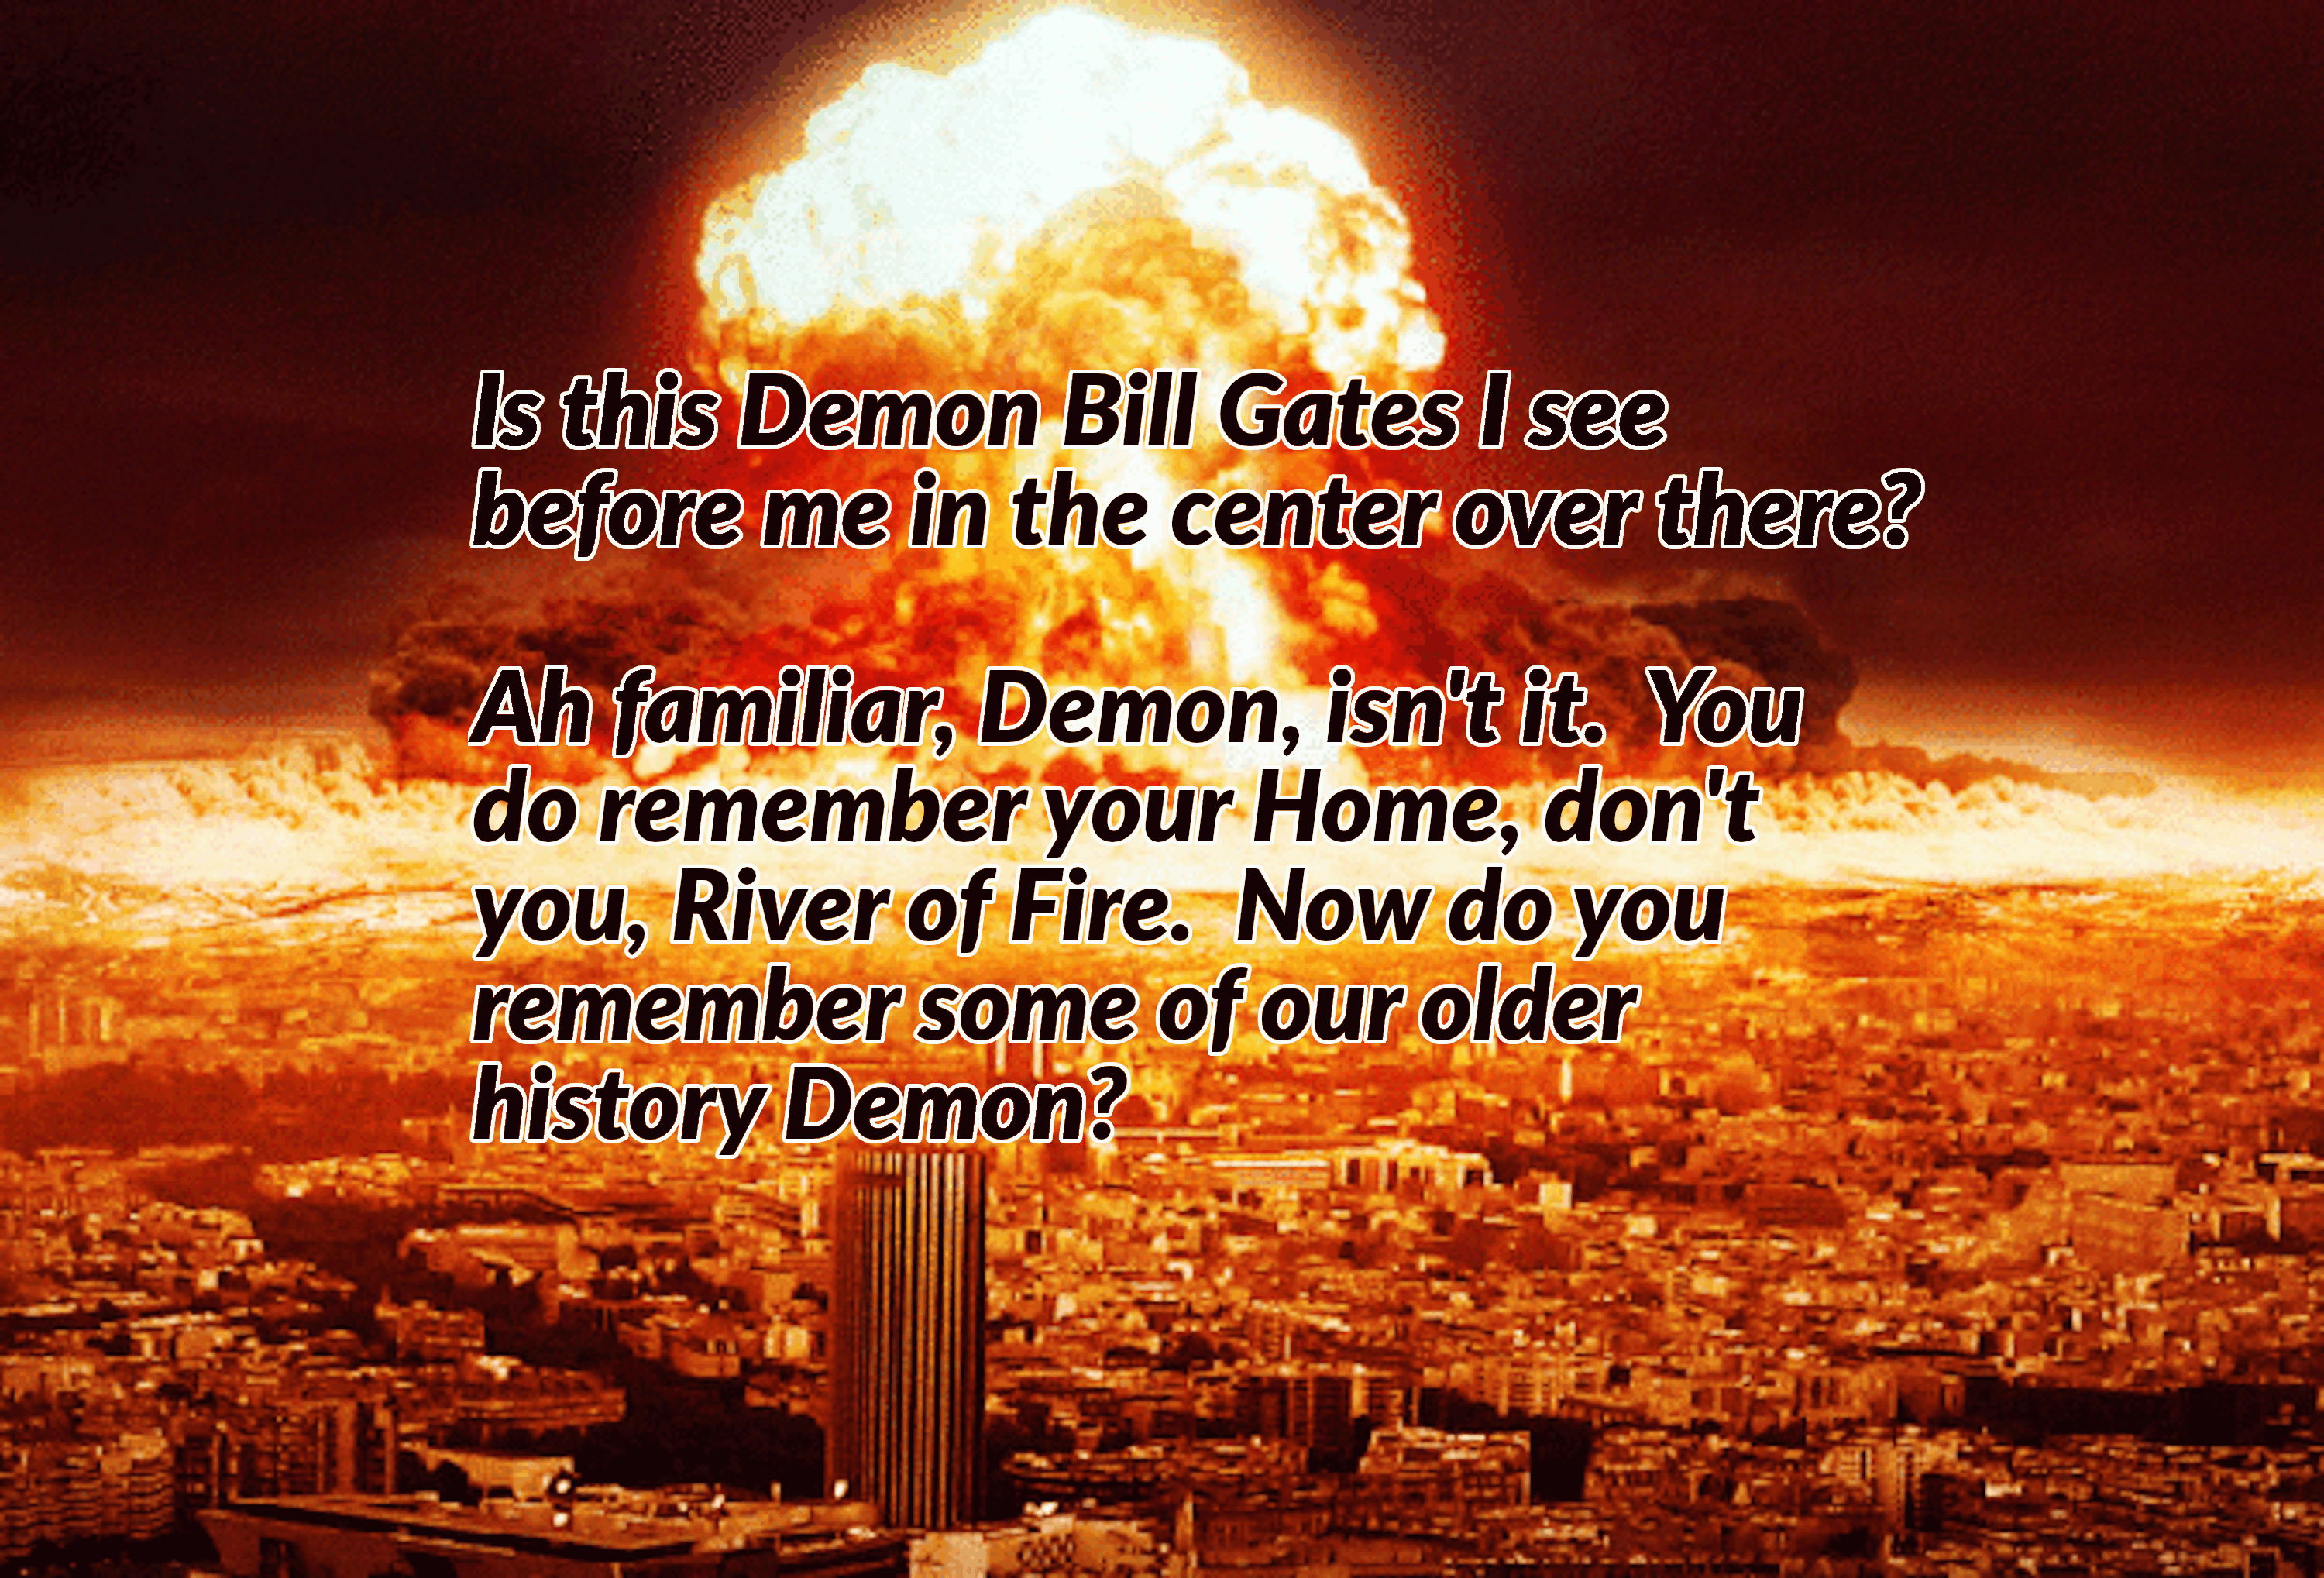 Is this Demon Bill Gates I see
before me in the center over there?
Ah familiar, Demon, isn't it.  You
do remember your Home, don't
you, River of Fire.  Now do you
remember some of our older
history Demon?